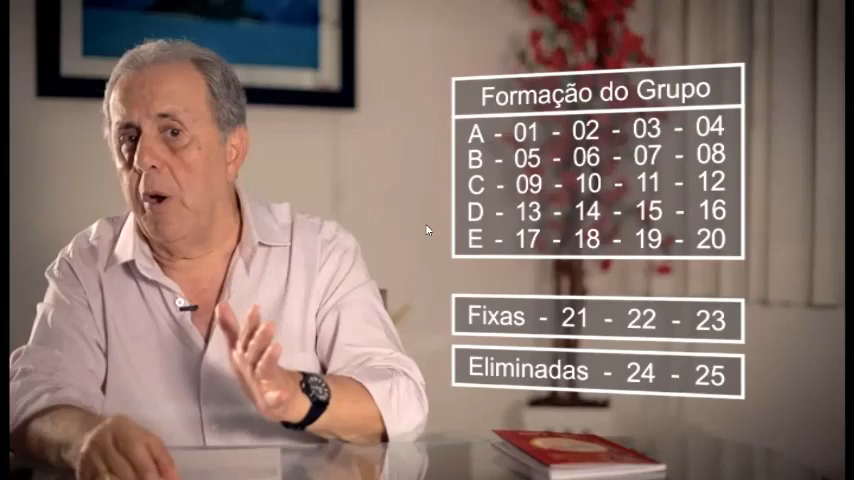 Formação do Grupo
A - 01 - 02 - 03 - 04
B - 05 - 06 - 07 - 08
C - 09 - 10 - 11 - 12
D - 13 - 14 - 15 - 16
E - 17 - 18 - 19 - 20
Fixas - 21 - 22 - 23
Eliminadas - 24 - 25